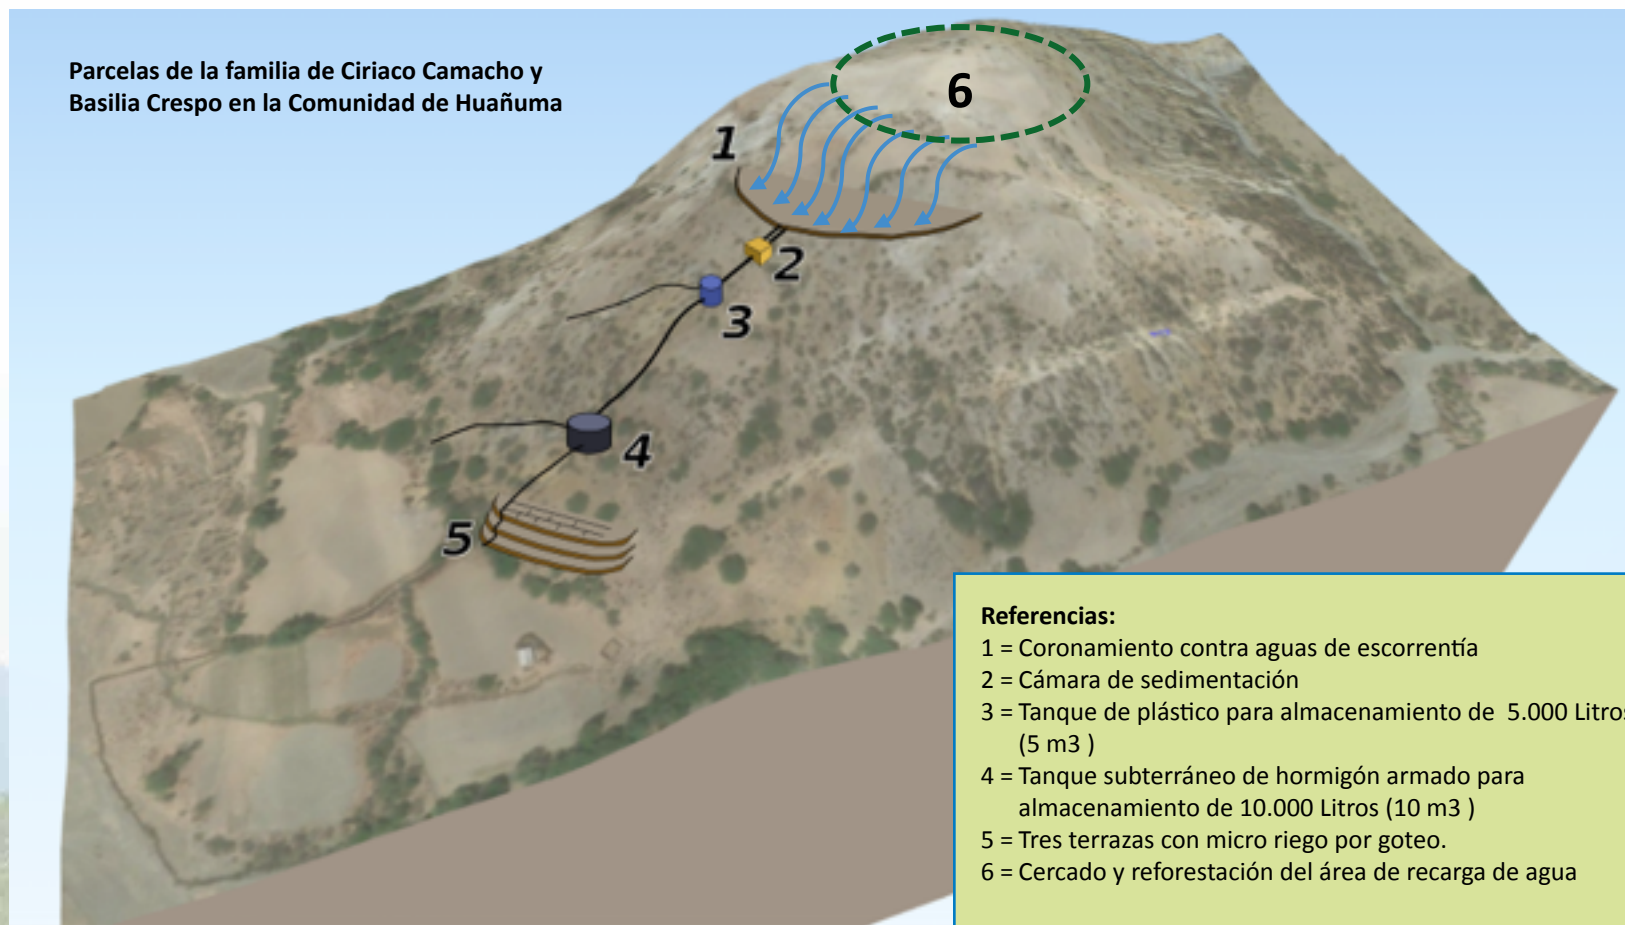 Parcelas de la familia de Ciriaco Camacho y
Basilia Crespo en la Comunidad de Huañuma
6
1
2
3
4
5
Referencias:
1 = Coronamiento contra aguas de escorrentía
2 = Cámara de sedimentación
3 = Tanque de plástico para almacenamiento de 5.000 Litros
(5 m3 )
4 = Tanque subterráneo de hormigón armado para
almacenamiento de 10.000 Litros (10 m3 )
5 = Tres terrazas con micro riego por goteo.
6 = Cercado y reforestación del área de recarga de agua